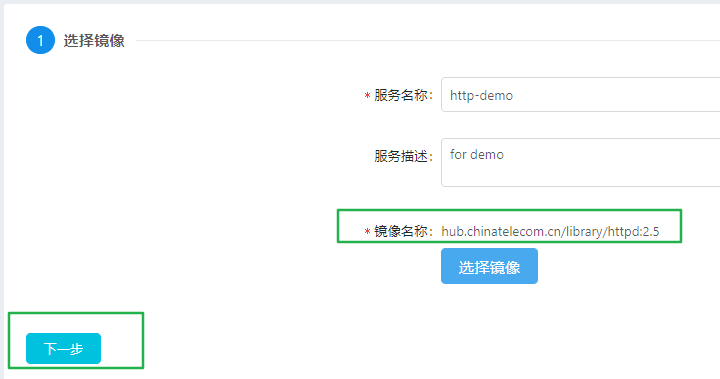 1 选择镜像
* 服务名称： http-demo
服务描述： for demo
* 镜像名称： hub.chinatelecom.cn/library/httpd:2.5
选择镜像
下一步